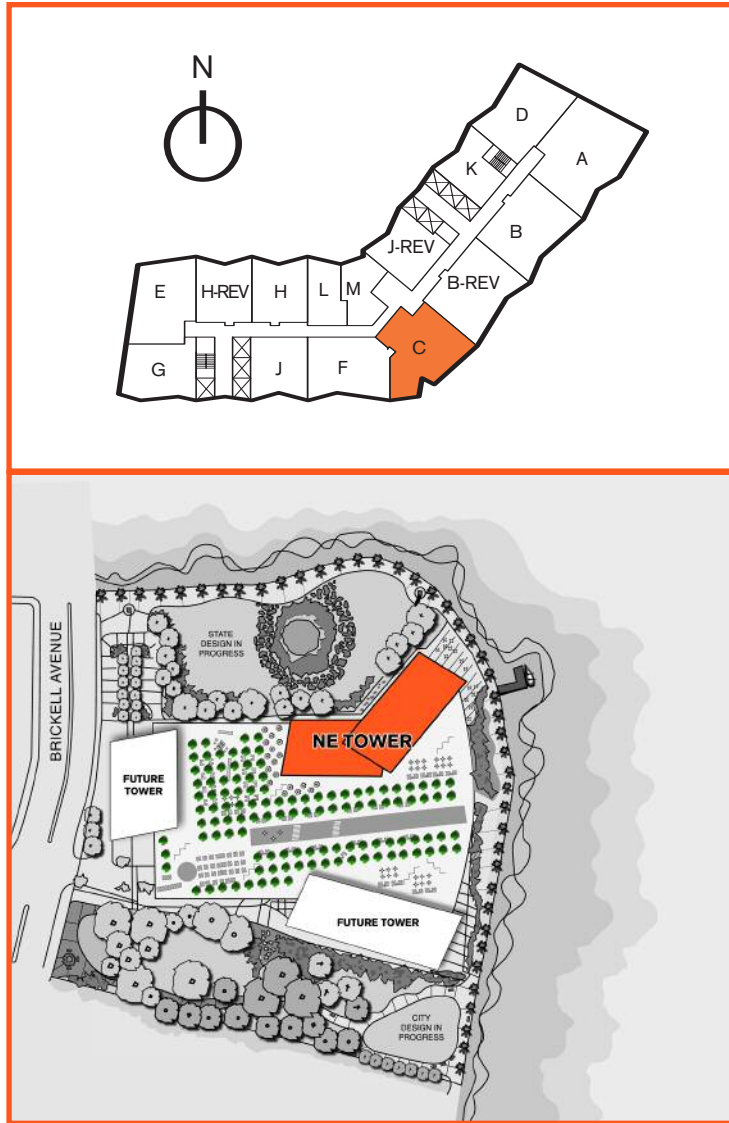 N
D
A
K
B
J-REV
B-REV
E
H-REV
H
L
M
C
G
J
F
BRICKELL AVENUE
STATE
DESIGN IN
PROGRESS
NE TOWER
FUTURE
TOWER
FUTURE TOWER
CITY
DESIGN IN
PROGRESS